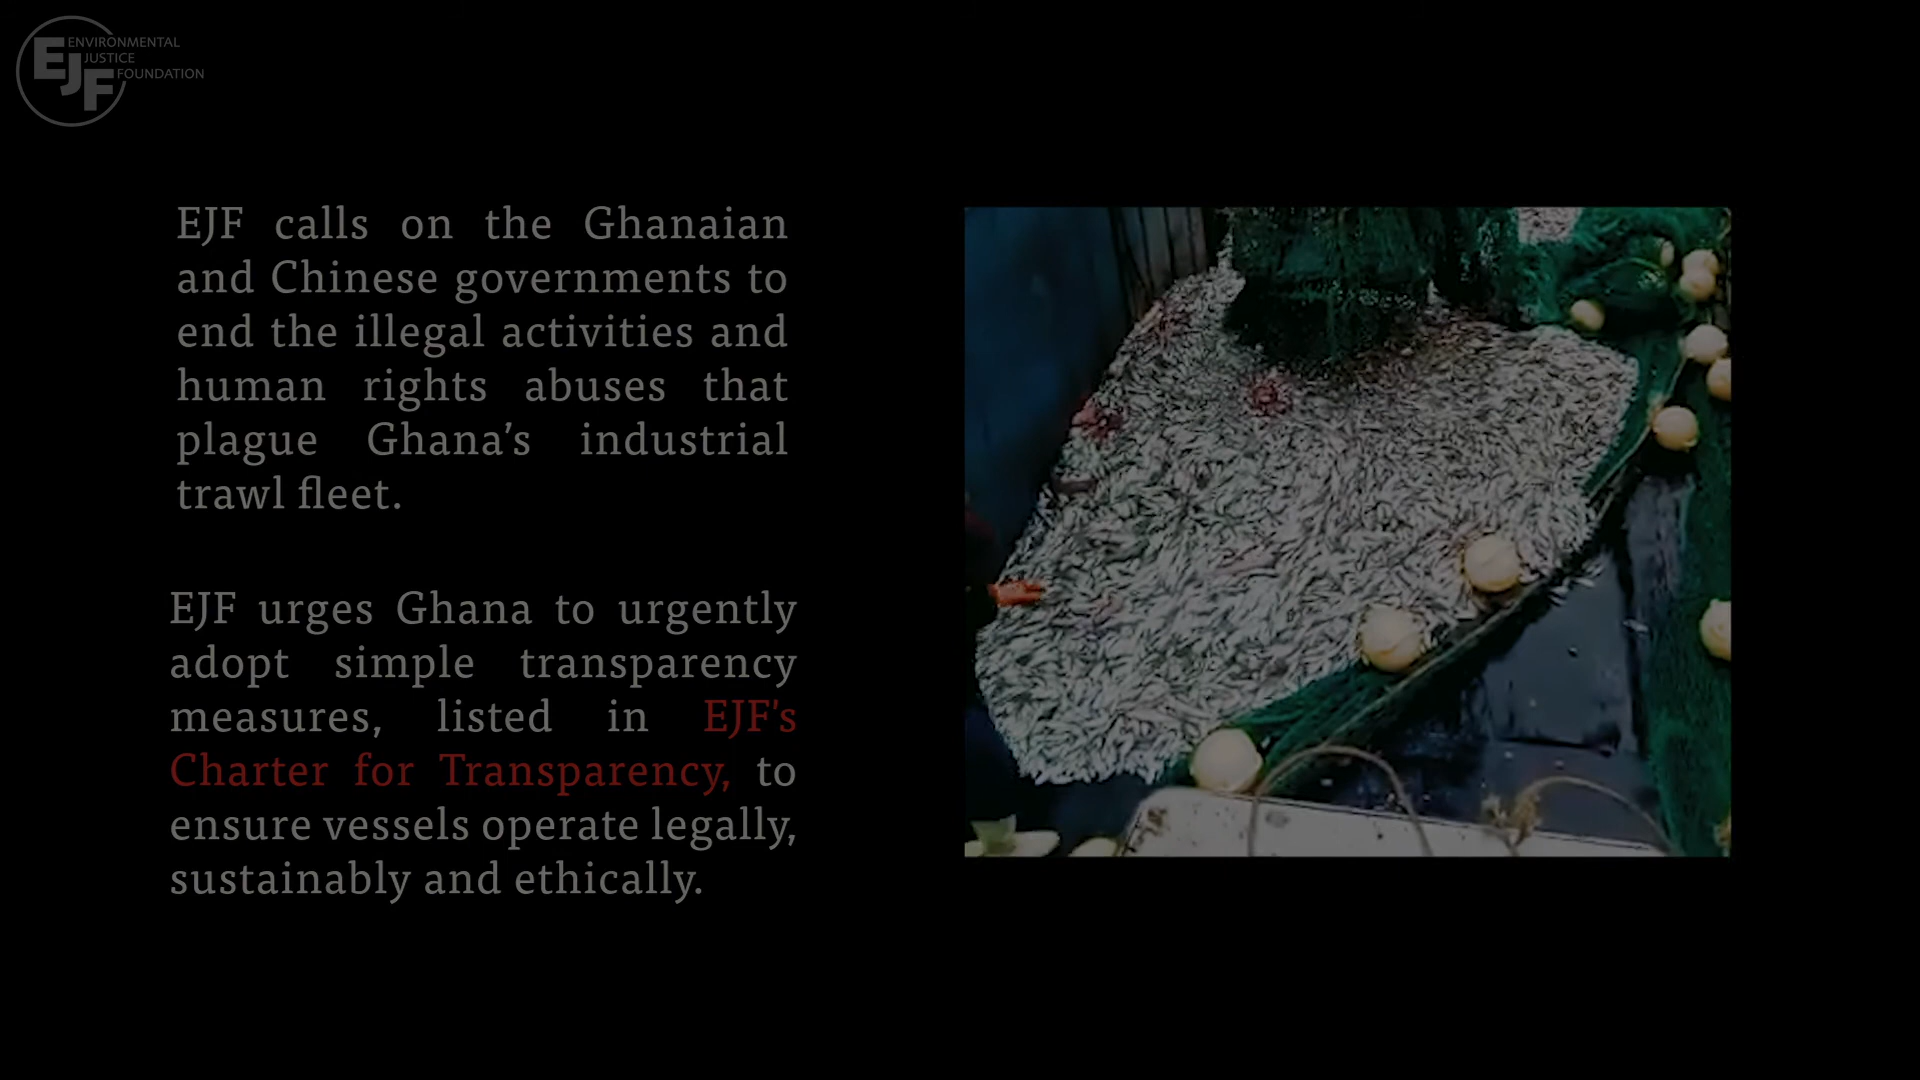 ENVIRONMENTAL
JUSTICE
FOUNDATION
EJF
EJF calls on the Ghanaian
and Chinese governments to
end the illegal activities and
human rights abuses that
plague Ghana’s industrial
trawl fleet.
EJF urges Ghana to urgently
adopt simple transparency
measures, listed in EJF's
Charter for Transparency, to
ensure vessels operate legally,
sustainably and ethically.